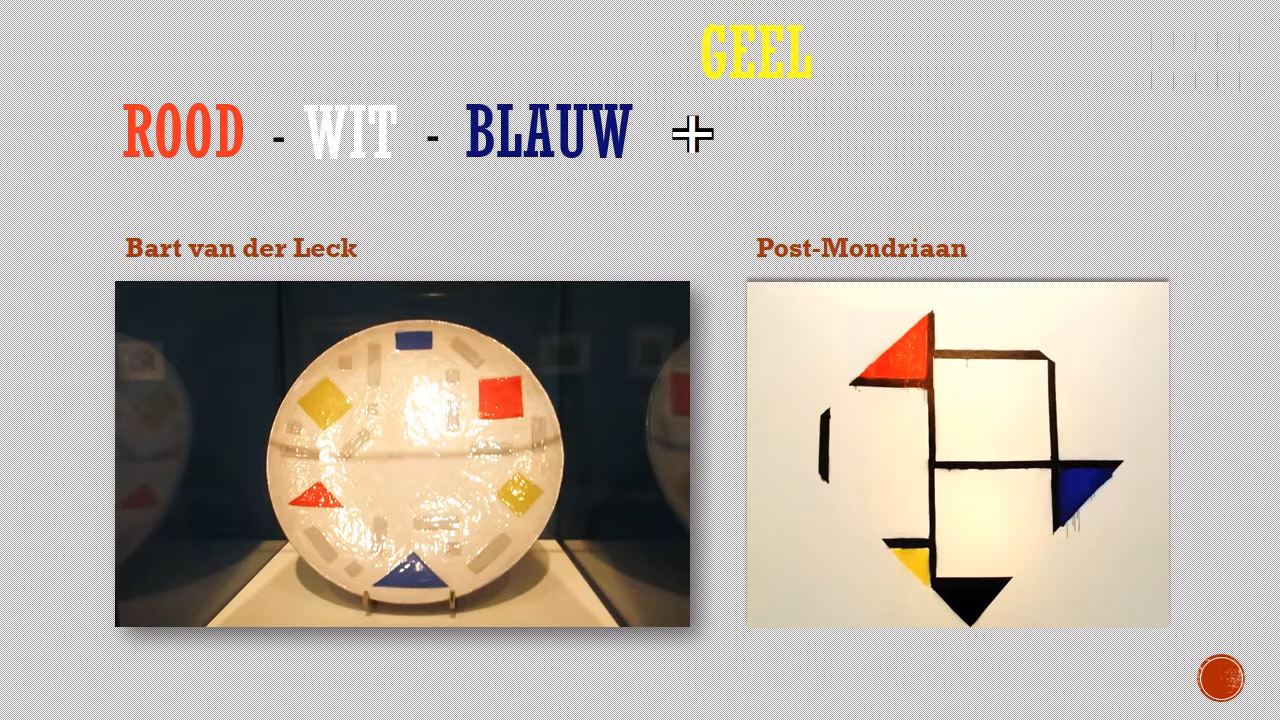 GEEL
ROOD - WIT - BLAUW +
Bart van der Leck
Post-Mondriaan